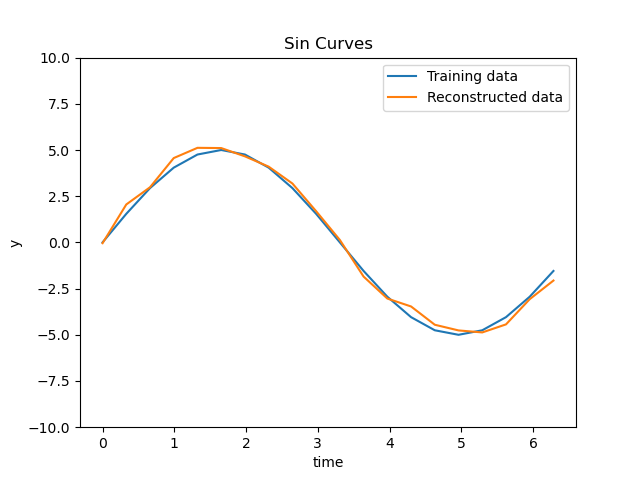 Sin Curves
Training data
Reconstructed data
10.0
7.5
5.0
2.5
0.0
−2.5
−5.0
−7.5
−10.0
y
0 1 2 3 4 5 6
time